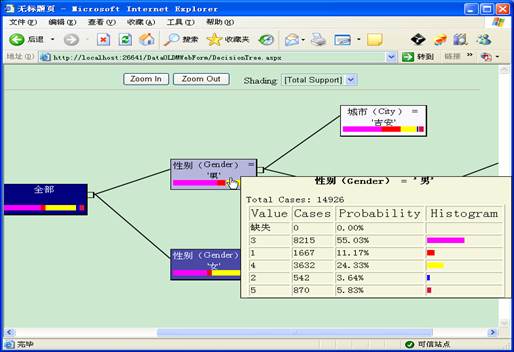 无标题页 - Microsoft Internet Explorer
文件(F) 编辑(E) 查看(V) 收藏(A) 工具(T) 帮助(H)
后退 搜索 收藏夹
地址(D) http://localhost:26641/DataOLDMWebForm/DecisionTree.aspx 转到 链接 »
Zoom In Zoom Out Shading: [Total Support]
城市(City) =
'吉安'
性别(Gender) =
'男'
全部
性别(Gender) =
'女'
性别(Gender) = '男'
Total Cases: 14926
Value Cases Probability Histogram
缺失 0 0.00%
3 8215 55.03%
1 1667 11.17%
4 3632 24.33%
2 542 3.64%
5 870 5.83%
完毕 可信站点